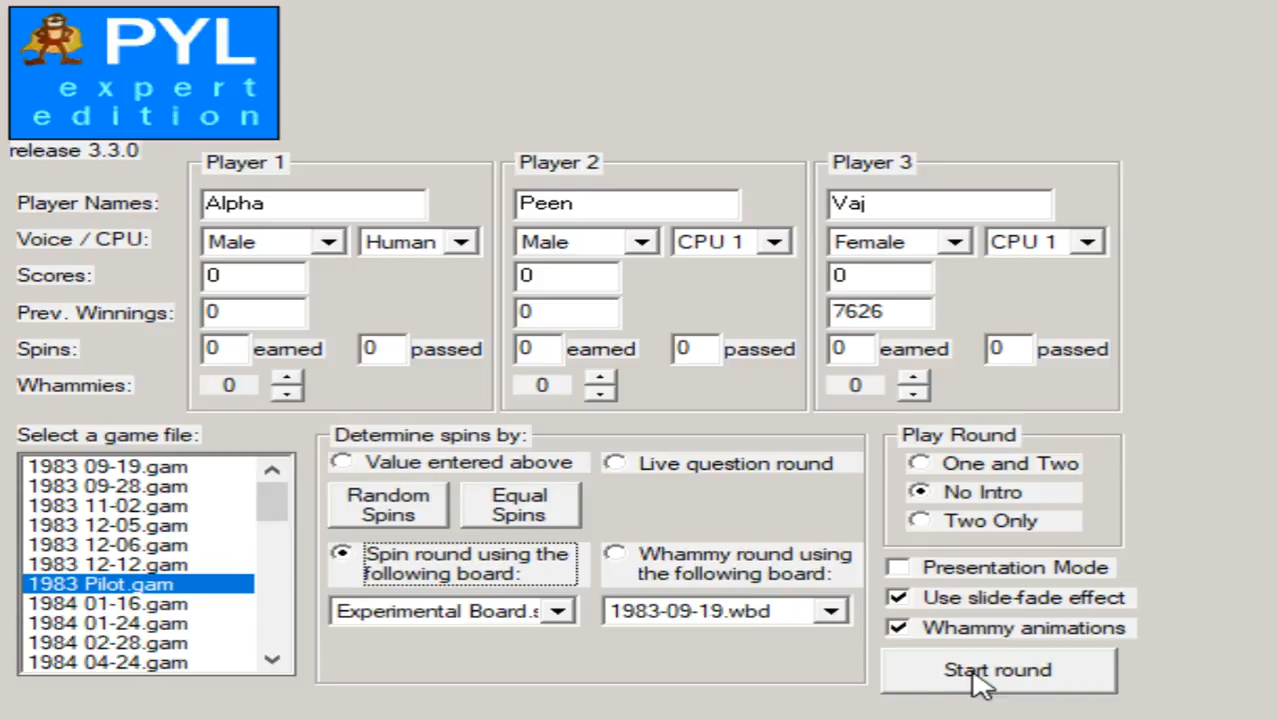 PYL
expert
edition
release 3.3.0
Player 1
Player 2
Player 3
Player Names:
Alpha
Peen
Vaj
Voice / CPU:
Male
Human
Male
CPU 1
Female
CPU 1
Scores:
0
0
0
Prev. Winnings:
0
0
7626
Spins:
0 earned
0 passed
0 earned
0 passed
0 earned
0 passed
Whammies:
0
0
0
Select a game file:
1983 09-19.gam
1983 09-28.gam
1983 11-02.gam
1983 12-05.gam
1983 12-06.gam
1983 12-12.gam
1983 Pilot.gam
1984 01-16.gam
1984 01-24.gam
1984 02-28.gam
1984 04-24.gam
Determine spins by:
Value entered above
Live question round
Random
Spins
Equal
Spins
Spin round using the
following board:
Whammy round using
the following board:
Experimental Board.s
1983-09-19.wbd
Play Round
One and Two
No Intro
Two Only
Presentation Mode
Use slide-fade effect
Whammy animations
Start round